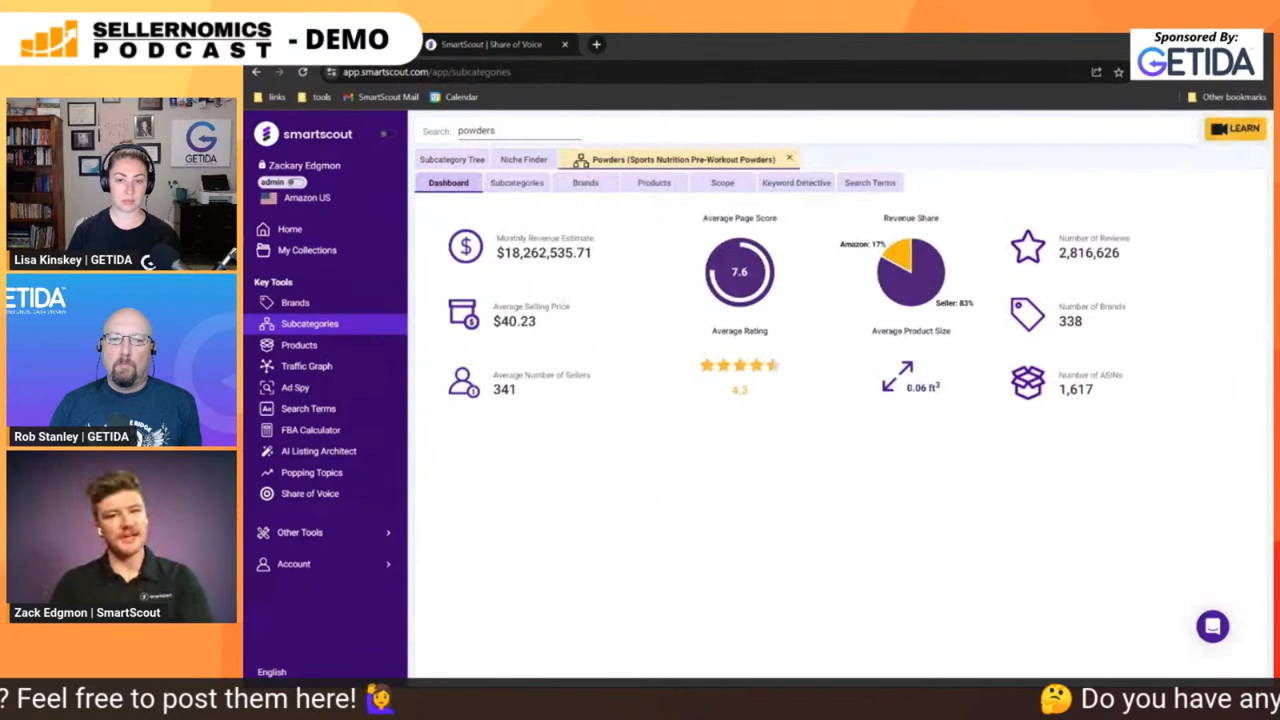 SELLERNOMICS
PODCAST - DEMO
SmartScout | Share of Voice
Sponsored By:
GETIDA
app.smartscout.com/app/subcategories
links
tools
SmartScout Mail
Calendar
Other bookmarks
smartscout
Zackary Edgmon
admin
Amazon US
Home
My Collections
Key Tools
Brands
Subcategories
Products
Traffic Graph
Ad Spy
Search Terms
FBA Calculator
AI Listing Architect
Popping Topics
Share of Voice
Other Tools
Account
English
Search: powders
LEARN
Subcategory Tree
Niche Finder
Powders (Sports Nutrition Pre-Workout Powders)
Dashboard
Subcategories
Brands
Products
Scope
Keyword Detective
Search Terms
Monthly Revenue Estimate
$18,262,535.71
Average Selling Price
$40.23
Average Number of Sellers
341
Average Page Score
7.6
Average Rating
4.3
Revenue Share
Amazon: 17%
Seller: 83%
Average Product Size
0.06 ft³
Number of Reviews
2,816,626
Number of Brands
338
Number of ASINs
1,617
GETIDA
Lisa Kinskey | GETIDA
ETIDA
Rob Stanley | GETIDA
smartscout
Zack Edgmon | SmartScout
? Feel free to post them here! 🙋‍♀️
🤔 Do you have any